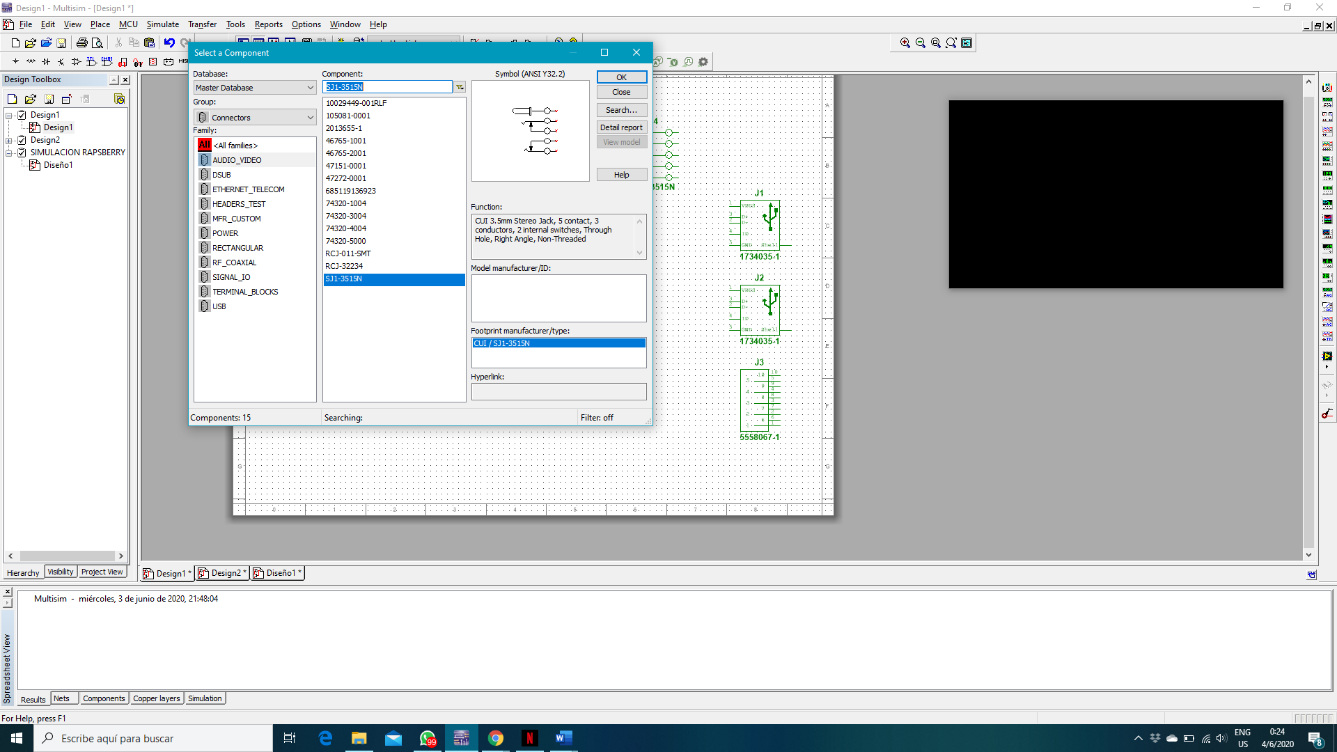 Design1 - Multisim - [Design1 *]
File Edit View Place MCU Simulate Transfer Tools Reports Options Window Help
Design Toolbox
Design1
Design1
Design2
SIMULACION RAPSBERRY
Diseño1
Hierarchy Visibility Project View
Select a Component
Database:
Master Database
Group:
Connectors
Family:
All <All families>
AUDIO_VIDEO
DSUB
ETHERNET_TELECOM
HEADERS_TEST
MFR_CUSTOM
POWER
RECTANGULAR
RF_COAXIAL
SIGNAL_IO
TERMINAL_BLOCKS
USB
Component:
SJ1-3515N
10029449-001RLF
105081-0001
2013655-1
46765-1001
46765-2001
47151-0001
47272-0001
685119136923
74320-1004
74320-3004
74320-4004
74320-5000
RCJ-011-SMT
RCJ-32234
SJ1-3515N
Symbol (ANSI Y32.2)
OK
Close
Search...
Detail report
View model
Help
Function:
CUI 3.5mm Stereo Jack, 5 contact, 3
conductors, 2 internal switches, Through
Hole, Right Angle, Non-Threaded
Model manufacturer/ID:
Footprint manufacturer/type:
CUI / SJ1-3515N
Hyperlink:
Components: 15 Searching: Filter: off
4
3515N
J1
1734035-1
J2
1734035-1
J3
5558067-1
Design1 * Design2 * Diseño1 *
Multisim - miércoles, 3 de junio de 2020, 21:48:04
Spreadsheet View
Results Nets Components Copper layers Simulation
For Help, press F1
Escribe aquí para buscar
99
ENG
US
0:24
4/6/2020
8